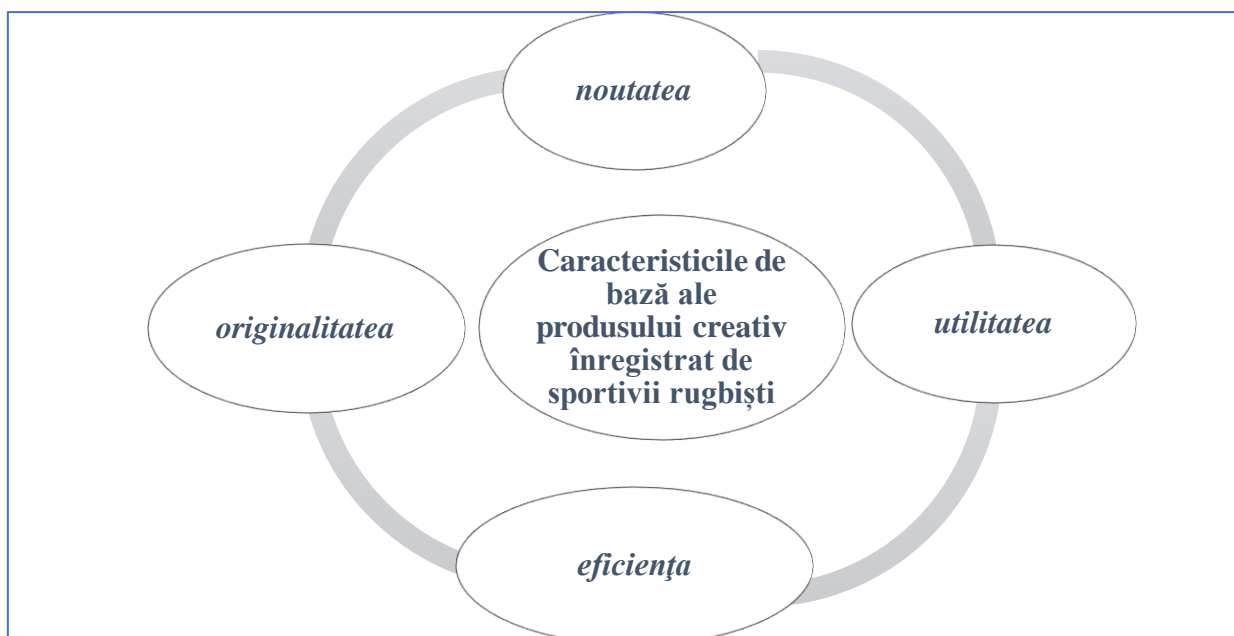 noutatea
originalitatea
Caracteristicile de
bază ale
produsului creativ
înregistrat de
sportivii rugbiști
utilitatea
eficienţa